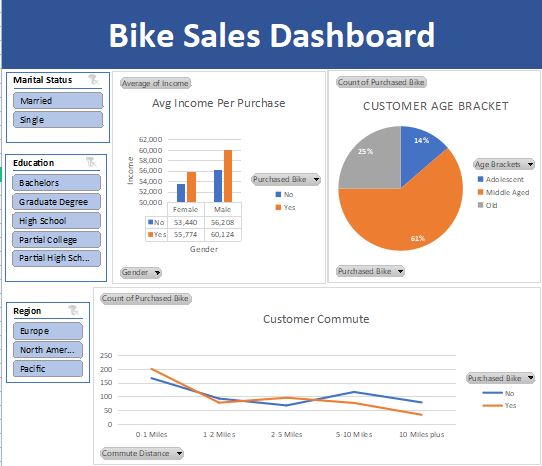 Bike Sales Dashboard
Marital Status
Married
Single
Education
Bachelors
Graduate Degree
High School
Partial College
Partial High Sch...
Region
Europe
North Amer...
Pacific
Average of Income
Avg Income Per Purchase
Income
62,000
60,000
58,000
56,000
54,000
52,000
50,000
Female Male
No 53,440 56,208
Yes 55,774 60,124
Gender
Purchased Bike
No
Yes
Gender
Count of Purchased Bike
CUSTOMER AGE BRACKET
25%
14%
61%
Age Brackets
Adolescent
Middle Aged
Old
Purchased Bike
Count of Purchased Bike
Customer Commute
250
200
150
100
50
0
0-1 Miles 1-2 Miles 2-5 Miles 5-10 Miles 10 Miles plus
Purchased Bike
No
Yes
Commute Distance